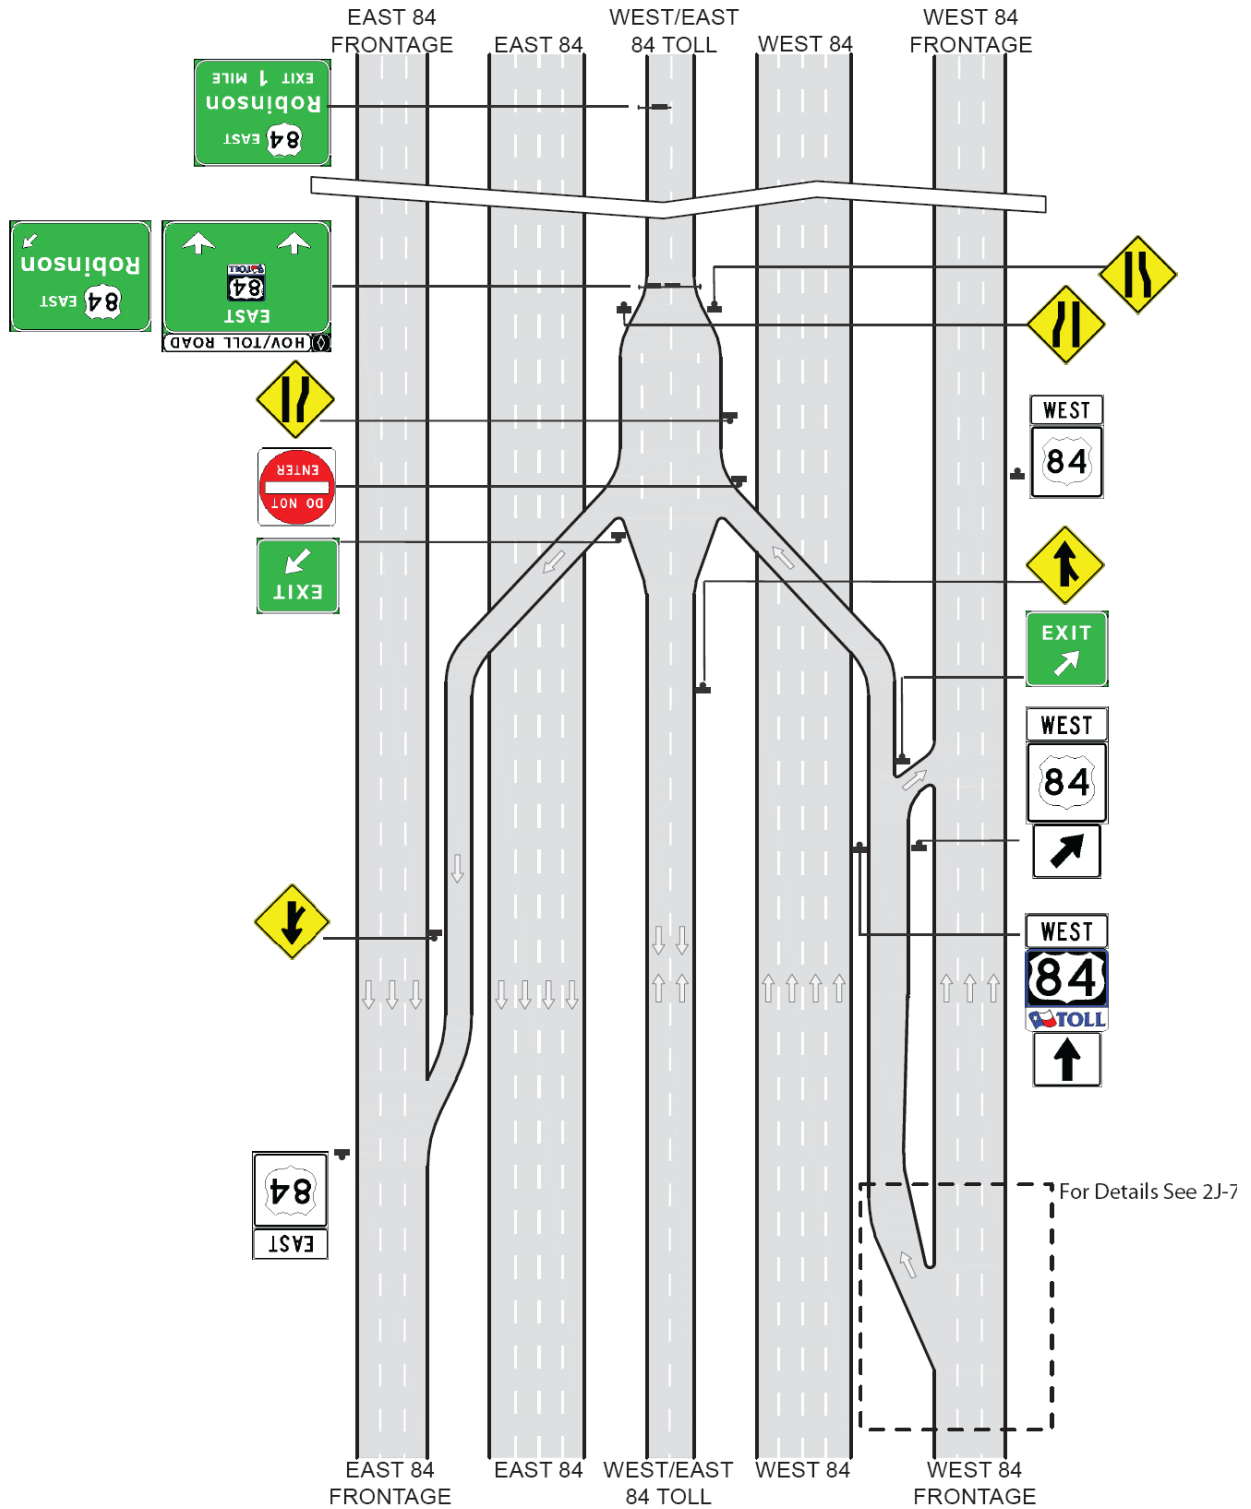 EAST 84
FRONTAGE
EAST 84
WEST/EAST
84 TOLL
WEST 84
WEST 84
FRONTAGE
EAST 84
Robinson
EXIT 1 MILE
EAST 84
Robinson
HOV/TOLL ROAD
EAST
84
TOLL
WEST
84
DO NOT
ENTER
EXIT
EXIT
WEST
84
WEST
84
TOLL
EAST
84
For Details See 2J-7
EAST 84
FRONTAGE
EAST 84
WEST/EAST
84 TOLL
WEST 84
WEST 84
FRONTAGE